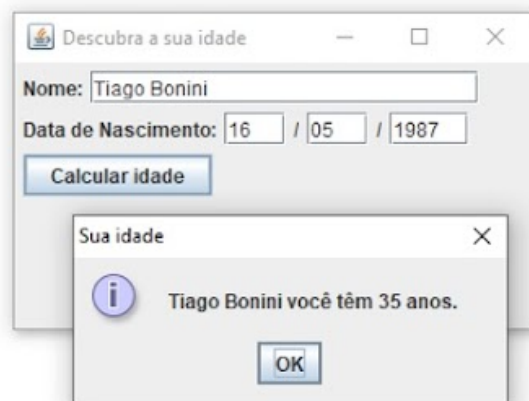 Descubra a sua idade
Nome: Tiago Bonini
Data de Nascimento: 16 / 05 / 1987
Calcular idade
Sua idade
i
Tiago Bonini você têm 35 anos.
OK